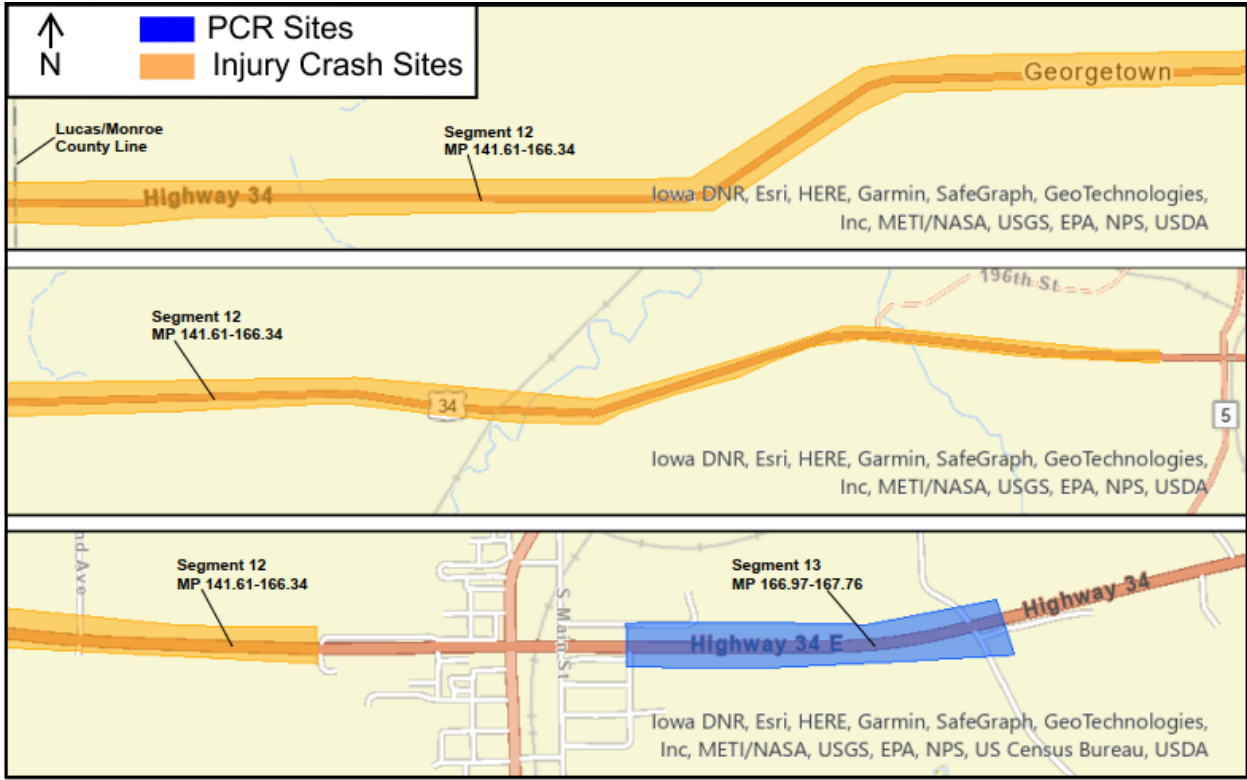 N
PCR Sites
Injury Crash Sites
Lucas/Monroe
County Line
Segment 12
MP 141.61-166.34
Georgetown
Highway 34
Iowa DNR, Esri, HERE, Garmin, SafeGraph, GeoTechnologies,
Inc, METI/NASA, USGS, EPA, NPS, USDA
196th St
Segment 12
MP 141.61-166.34
34
5
Iowa DNR, Esri, HERE, Garmin, SafeGraph, GeoTechnologies,
Inc, METI/NASA, USGS, EPA, NPS, USDA
nd Ave
Segment 12
MP 141.61-166.34
Segment 13
MP 166.97-167.76
S Main St
Highway 34 E
Highway 34
Iowa DNR, Esri, HERE, Garmin, SafeGraph, GeoTechnologies,
Inc, METI/NASA, USGS, EPA, NPS, US Census Bureau, USDA